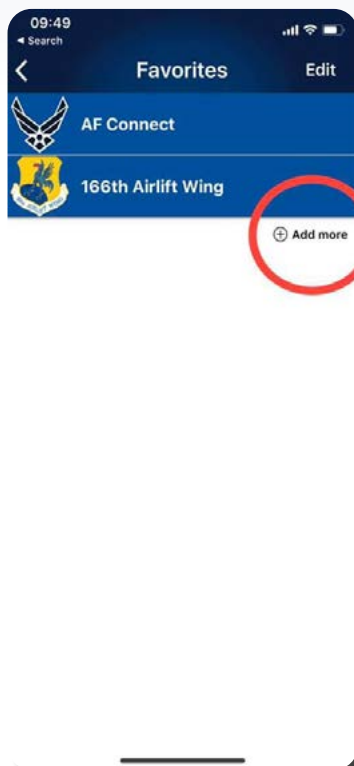 09:49
◄ Search
Favorites
Edit
AF Connect
166th Airlift Wing
Add more